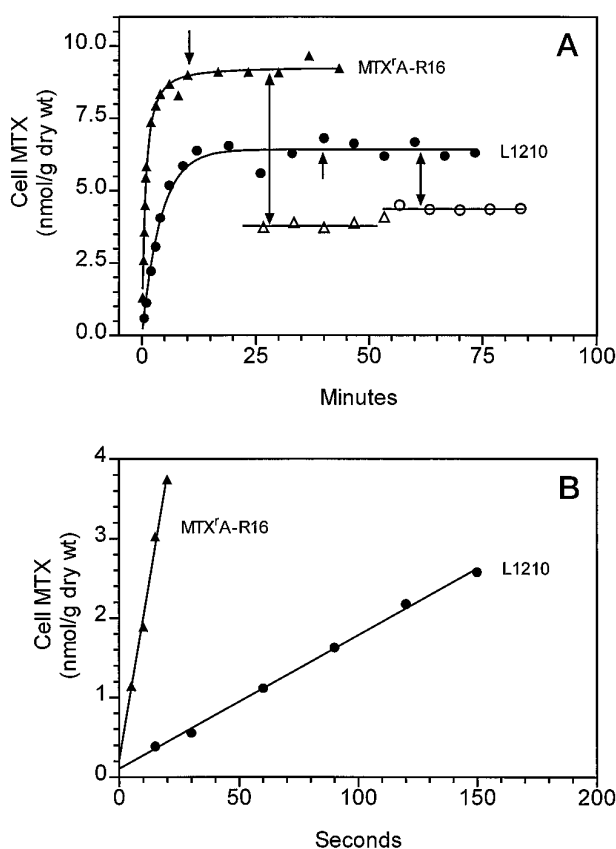 A
10.0
7.5
5.0
2.5
0.0
Cell MTX
(nmol/g dry wt)
MTXʳA-R16
L1210
0
25
50
75
100
Minutes
B
4
3
2
1
0
Cell MTX
(nmol/g dry wt)
MTXʳA-R16
L1210
0
50
100
150
200
Seconds